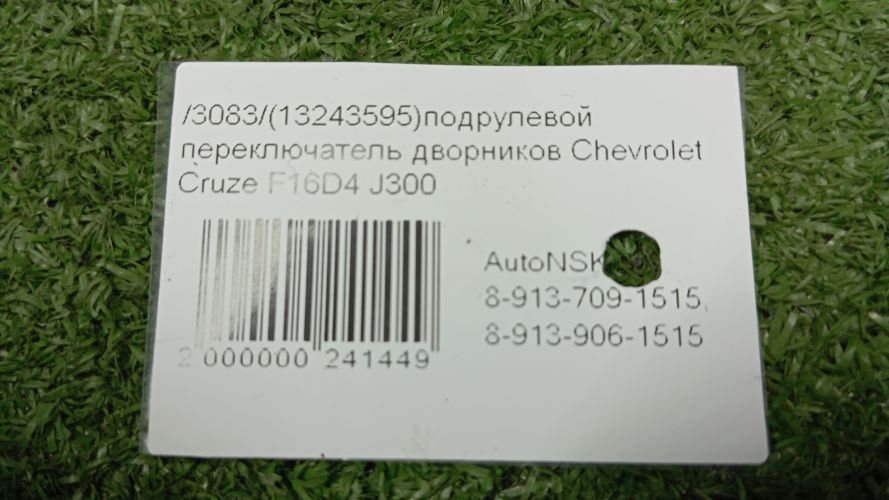 /3083/(13243595)подрулевой
переключатель дворников Chevrolet
Cruze F16D4 J300
AutoNSK
8-913-709-1515,
8-913-906-1515
2 000000 241449